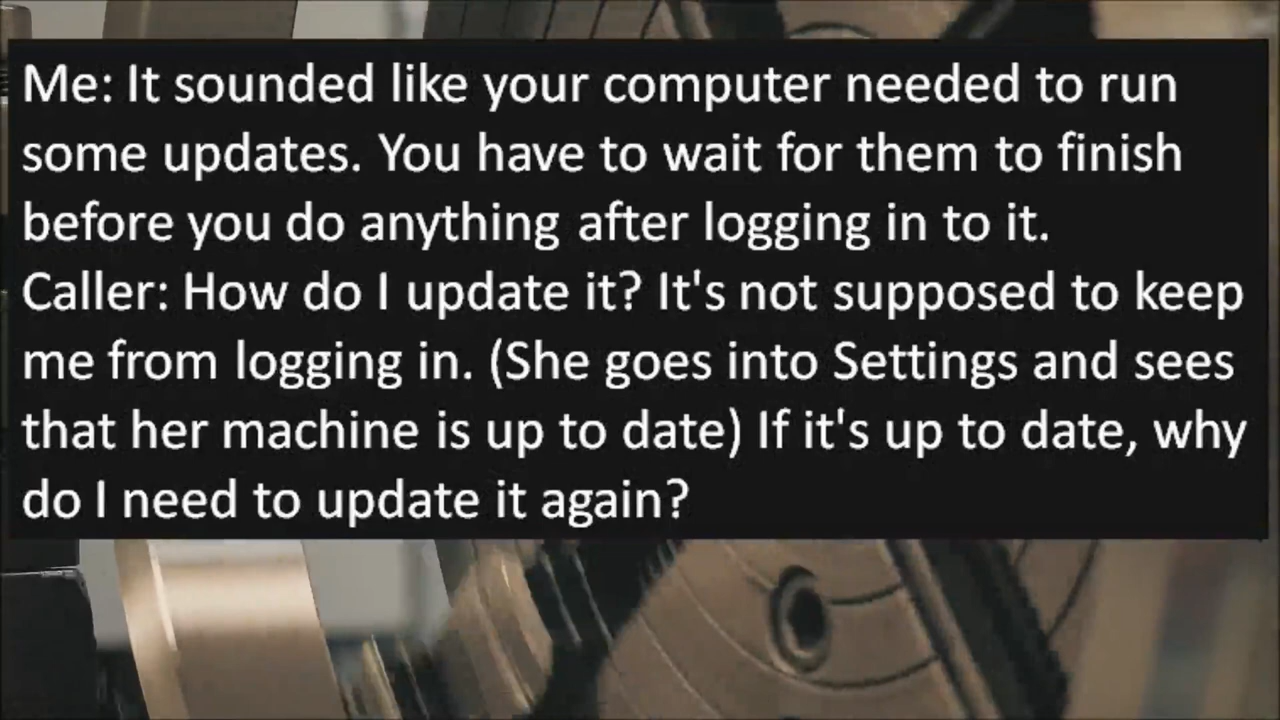 Me: It sounded like your computer needed to run
some updates. You have to wait for them to finish
before you do anything after logging in to it.
Caller: How do I update it? It's not supposed to keep
me from logging in. (She goes into Settings and sees
that her machine is up to date) If it's up to date, why
do I need to update it again?